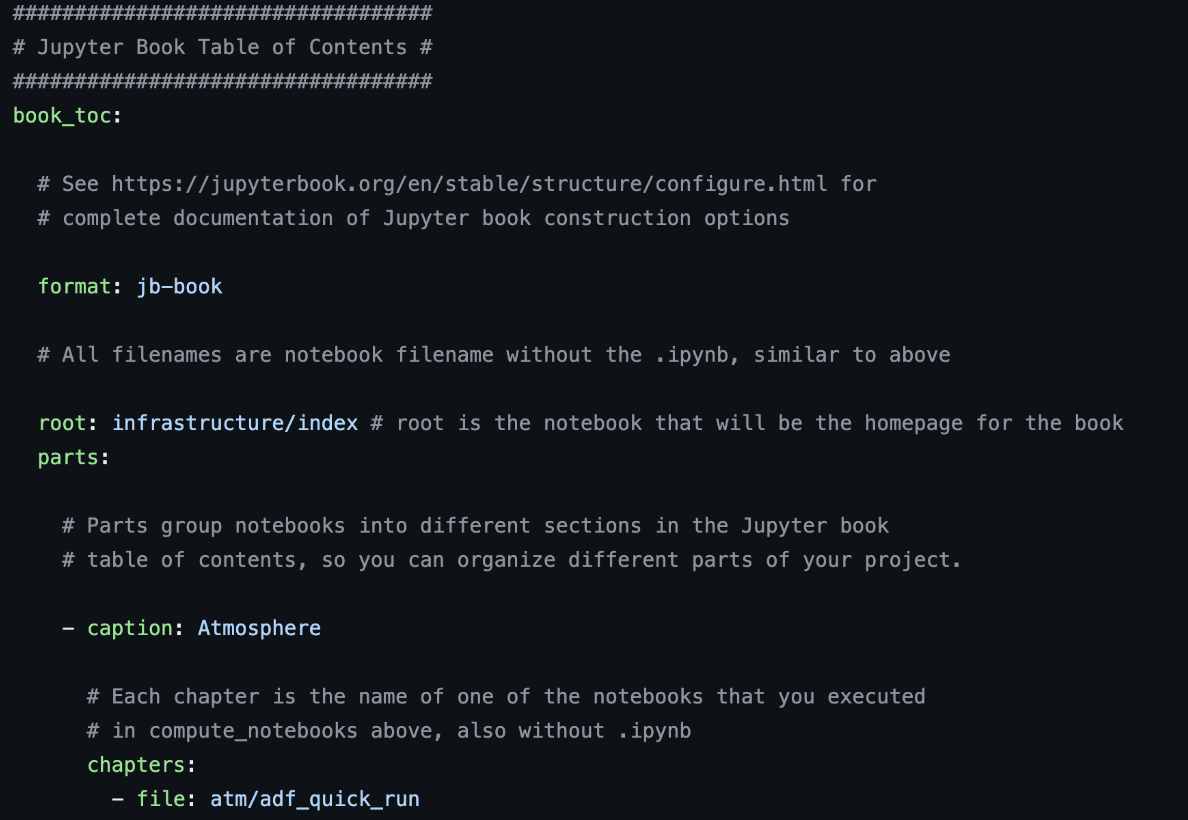 ##################################
# Jupyter Book Table of Contents #
##################################
book_toc:

  # See https://jupyterbook.org/en/stable/structure/configure.html for
  # complete documentation of Jupyter book construction options

  format: jb-book

  # All filenames are notebook filename without the .ipynb, similar to above

  root: infrastructure/index # root is the notebook that will be the homepage for the book
  parts:

    # Parts group notebooks into different sections in the Jupyter book
    # table of contents, so you can organize different parts of your project.

    - caption: Atmosphere

      # Each chapter is the name of one of the notebooks that you executed
      # in compute_notebooks above, also without .ipynb
      chapters:
        - file: atm/adf_quick_run